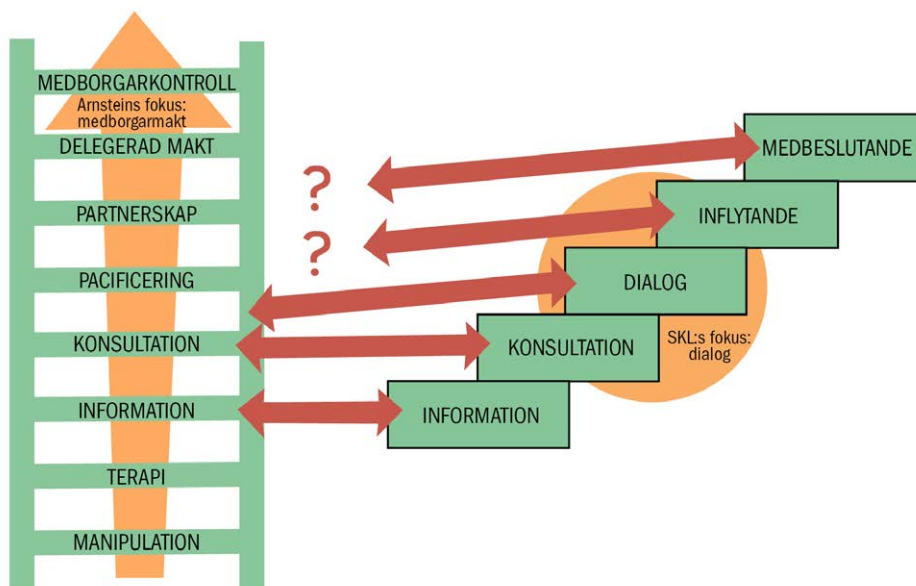 MEDBORGARKONTROLL
Arnsteins fokus:
medborgarmakt
DELEGERAD MAKT
PARTNERSKAP
PACIFICERING
KONSULTATION
INFORMATION
TERAPI
MANIPULATION
?
?
MEDBESLUTANDE
INFLYTANDE
DIALOG
SKL:s fokus:
dialog
KONSULTATION
INFORMATION